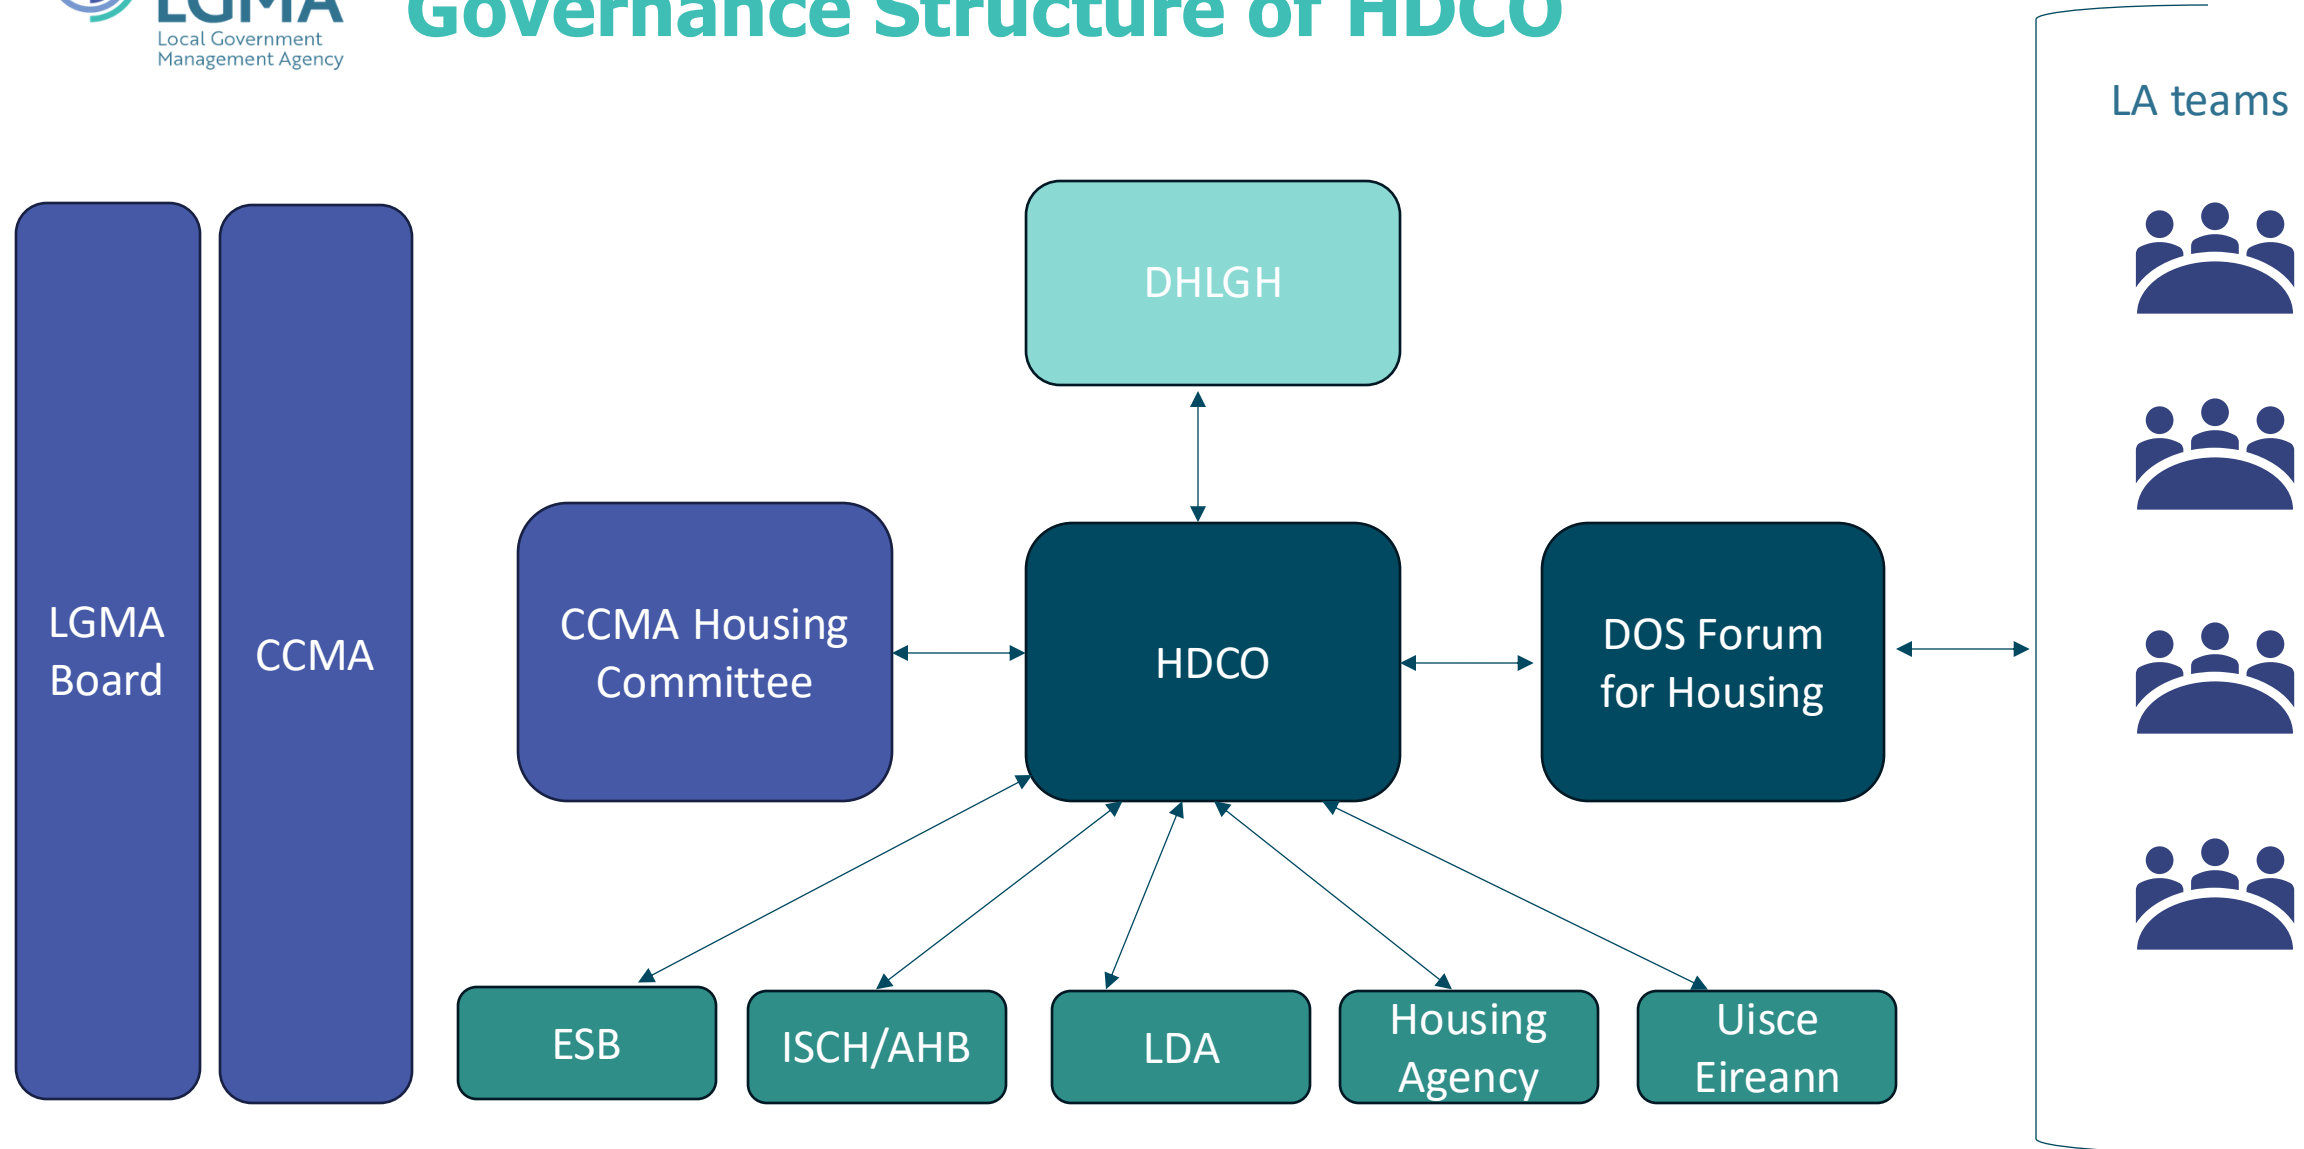 LGMA
Local Government
Management Agency
Governance Structure of HDCO
LA teams
DHLGH
LGMA
Board
CCMA
CCMA Housing
Committee
HDCO
DOS Forum
for Housing
ESB
ISCH/AHB
LDA
Housing
Agency
Uisce
Eireann